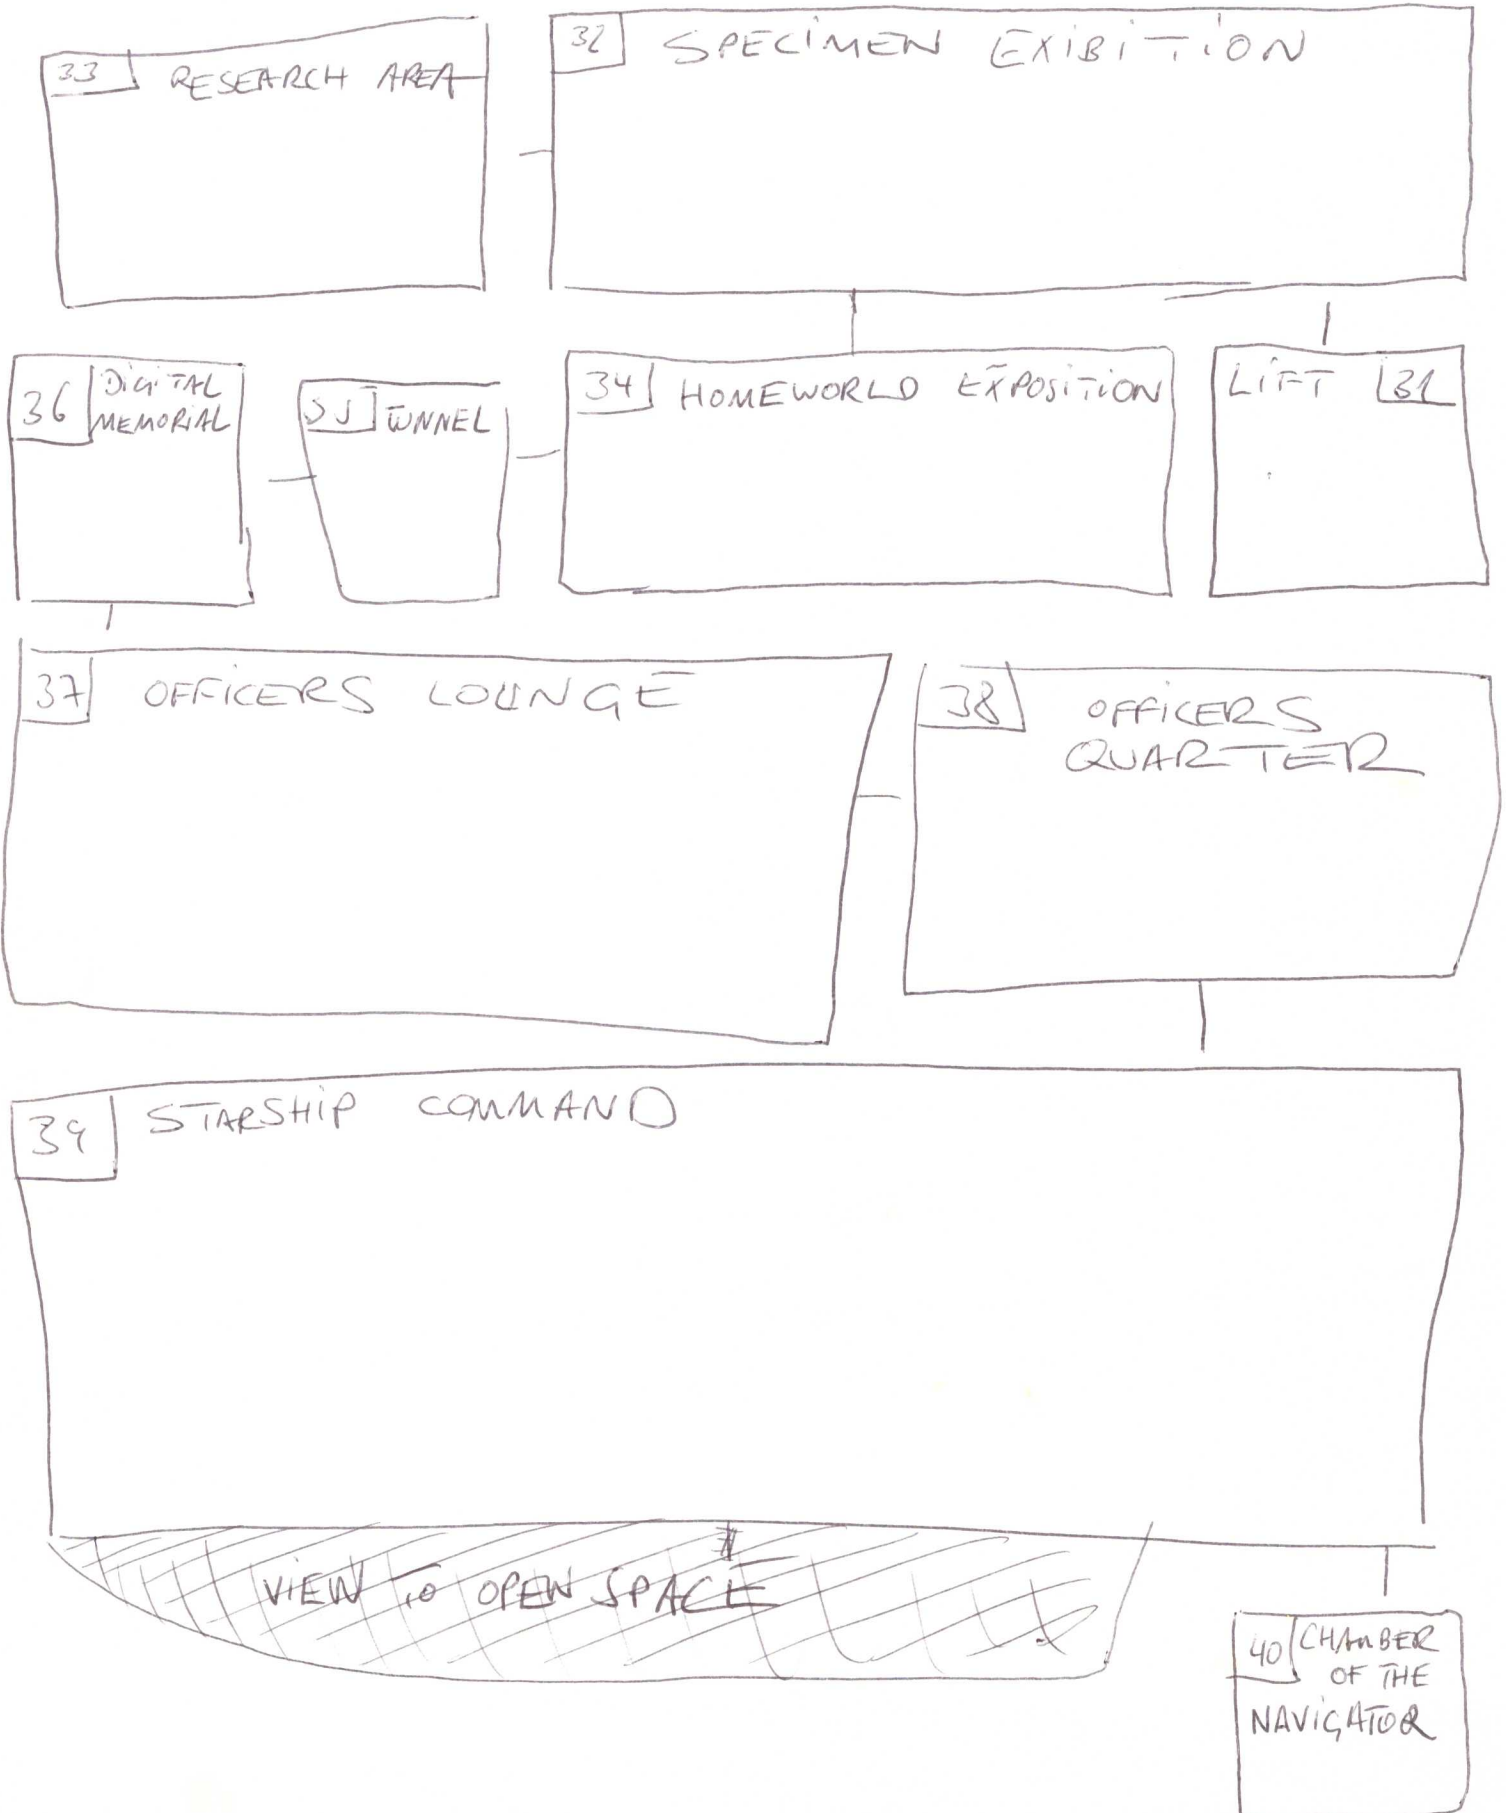 33 RESEARCH AREA
32 SPECIMEN EXIBITION
36 DIGITAL
MEMORIAL
35 TUNNEL
34 HOMEWORLD EXPOSITION
LIFT 31
37 OFFICERS LOUNGE
38 OFFICERS
QUARTER
39 STARSHIP COMMAND
VIEW TO OPEN SPACE
40 CHAMBER
OF THE
NAVIGATOR